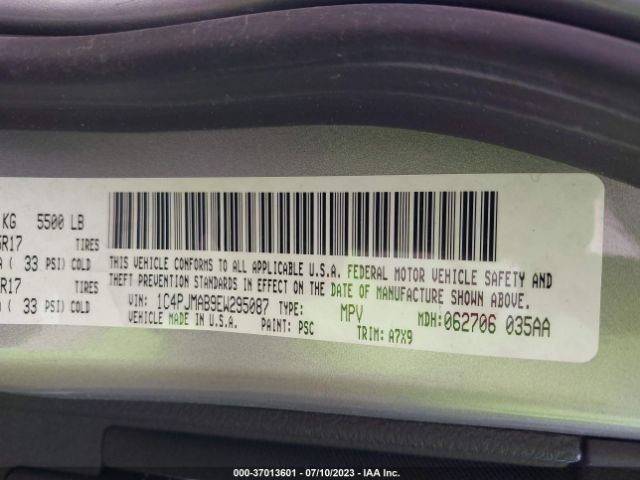 KG 5500 LB
R17 TIRES
( 33 PSI) COLD
R17 TIRES
( 33 PSI) COLD
THIS VEHICLE CONFORMS TO ALL APPLICABLE U.S.A. FEDERAL MOTOR VEHICLE SAFETY AND
THEFT PREVENTION STANDARDS IN EFFECT ON THE DATE OF MANUFACTURE SHOWN ABOVE.
VIN: 1C4PJMAB9EW295087 TYPE: MPV MDH:062706 035AA
VEHICLE MADE IN U.S.A. PAINT: PSC TRIM: A7X9
000-37013601 - 07/10/2023 - IAA Inc.